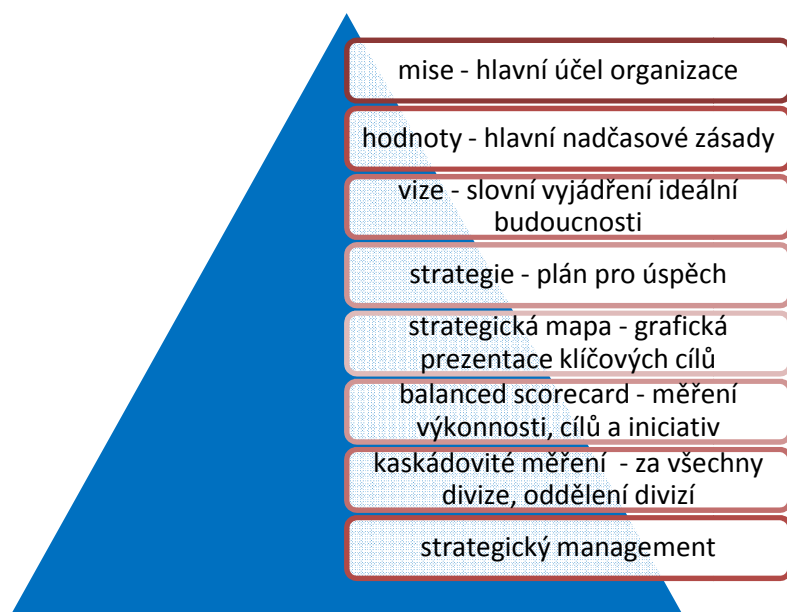 mise - hlavní účel organizace
hodnoty - hlavní nadčasové zásady
vize - slovní vyjádření ideální
budoucnosti
strategie - plán pro úspěch
strategická mapa - grafická
prezentace klíčových cílů
balanced scorecard - měření
výkonnosti, cílů a iniciativ
kaskádovité měření  - za všechny
divize, oddělení divizí
strategický management